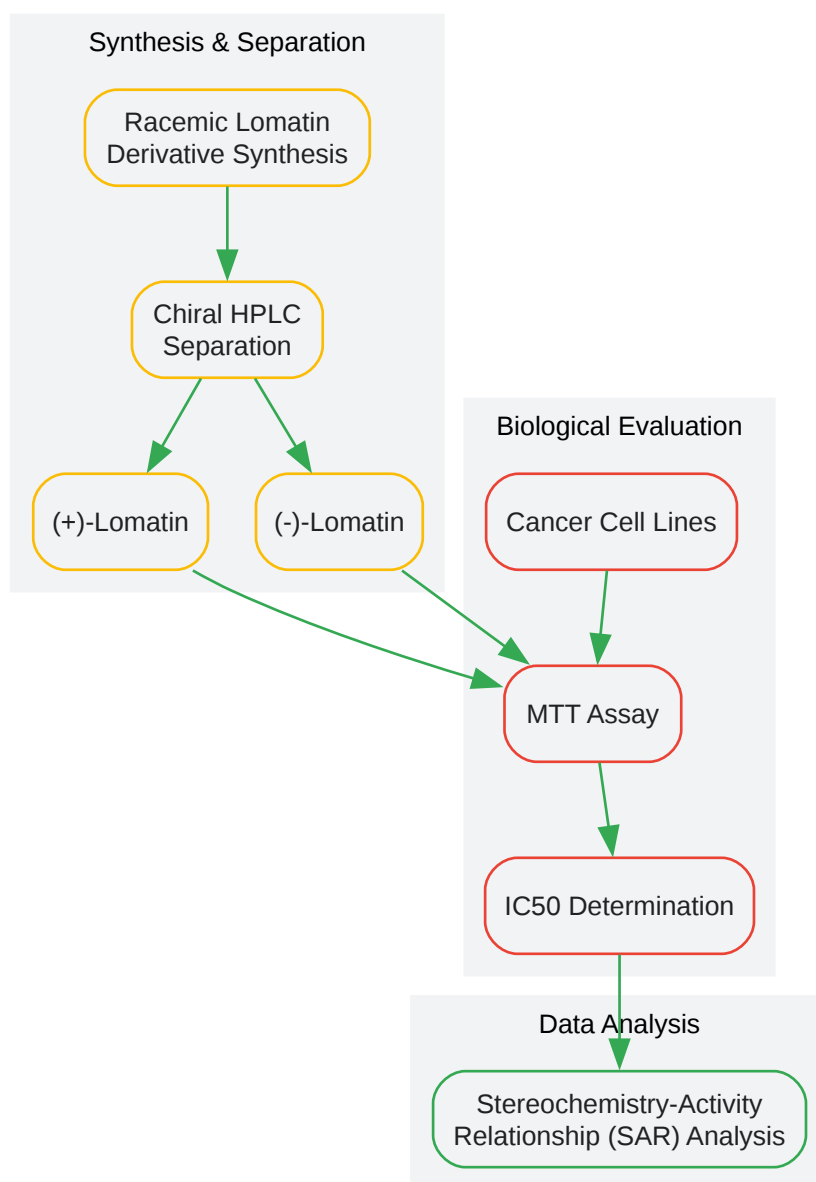 Synthesis & Separation
Racemic Lomatin
Derivative Synthesis
Chiral HPLC
Separation
(+)-Lomatin
(-)-Lomatin
Biological Evaluation
Cancer Cell Lines
MTT Assay
IC50 Determination
Data Analysis
Stereochemistry-Activity
Relationship (SAR) Analysis